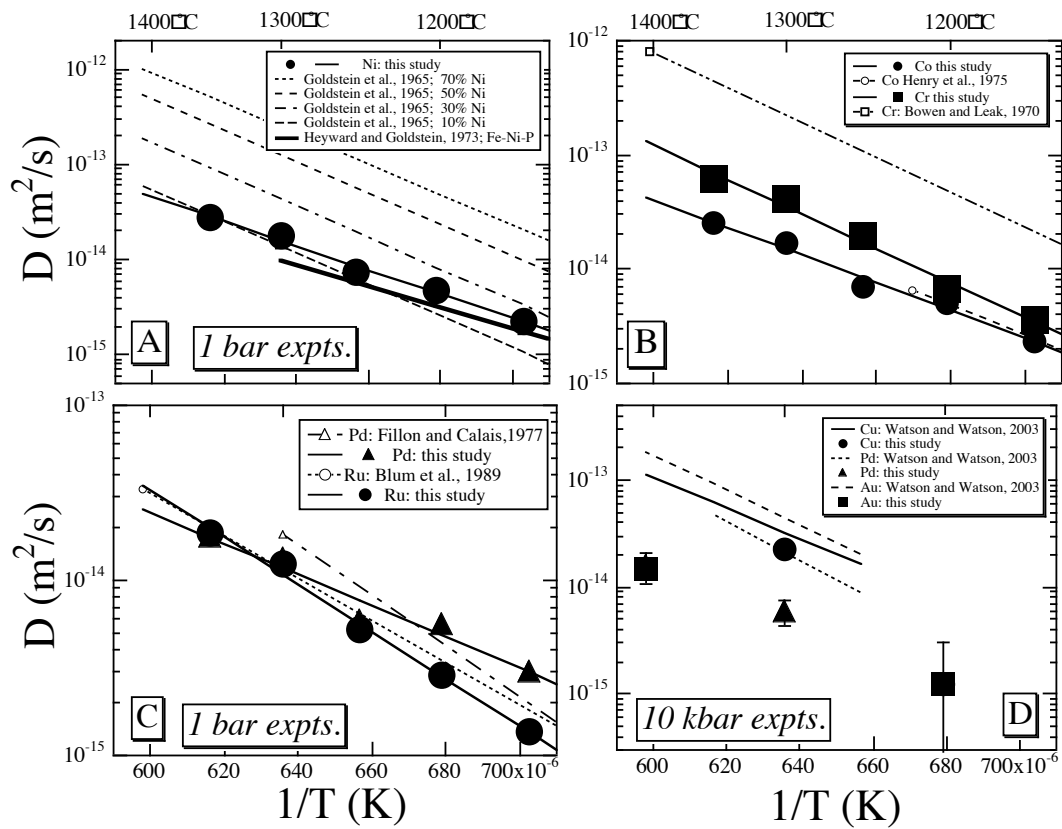 1400□°C 1300□°C 1200□°C
1400□°C 1300□°C 1200□°C
10-12
10-13
10-14
10-15
D (m2/s)
Ni: this study
Goldstein et al., 1965; 70% Ni
Goldstein et al., 1965; 50% Ni
Goldstein et al., 1965; 30% Ni
Goldstein et al., 1965; 10% Ni
Heyward and Goldstein, 1973; Fe-Ni-P
A
1 bar expts.
10-12
10-13
10-14
10-15
Co this study
Co Henry et al., 1975
Cr this study
Cr: Bowen and Leak, 1970
B
10-13
10-14
10-15
D (m2/s)
Pd: Fillon and Calais,1977
Pd: this study
Ru: Blum et al., 1989
Ru: this study
C
1 bar expts.
600 620 640 660 680 700x10-6
1/T (K)
10-13
10-14
10-15
Cu: Watson and Watson, 2003
Cu: this study
Pd: Watson and Watson, 2003
Pd: this study
Au: Watson and Watson, 2003
Au: this study
10 kbar expts.
D
600 620 640 660 680 700x10-6
1/T (K)